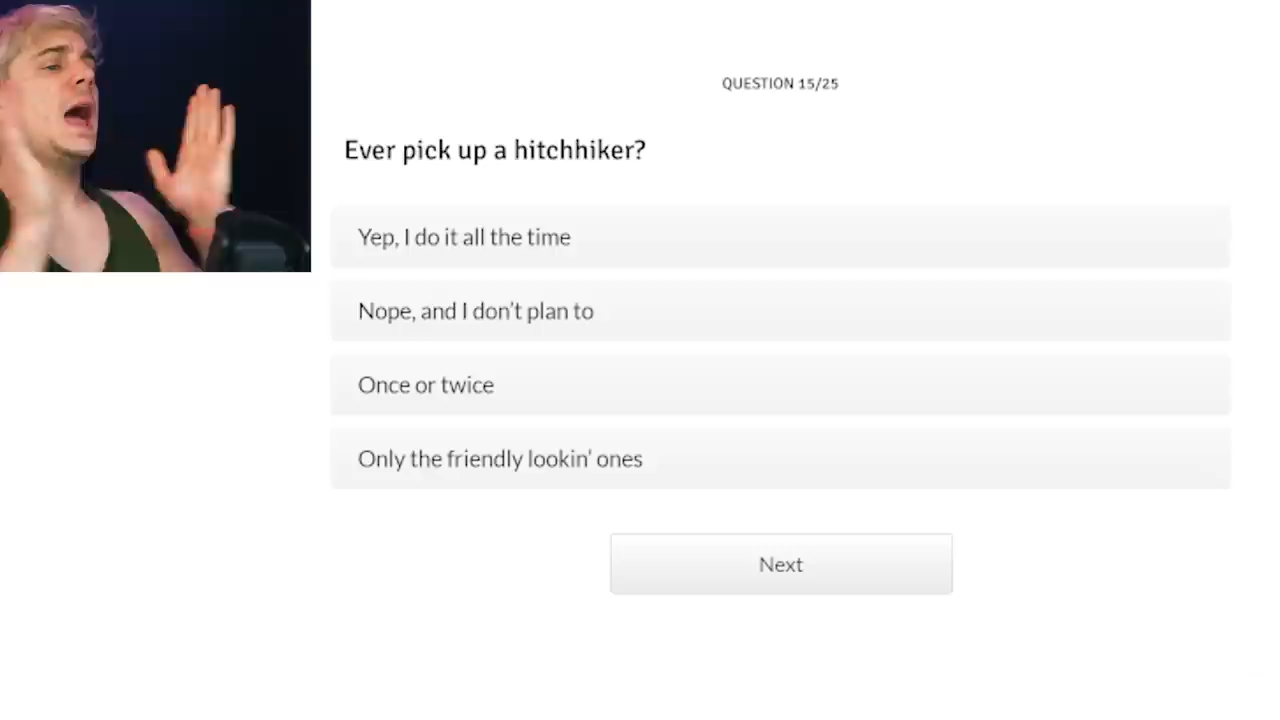 QUESTION 15/25
Ever pick up a hitchhiker?
Yep, I do it all the time
Nope, and I don't plan to
Once or twice
Only the friendly lookin' ones
Next